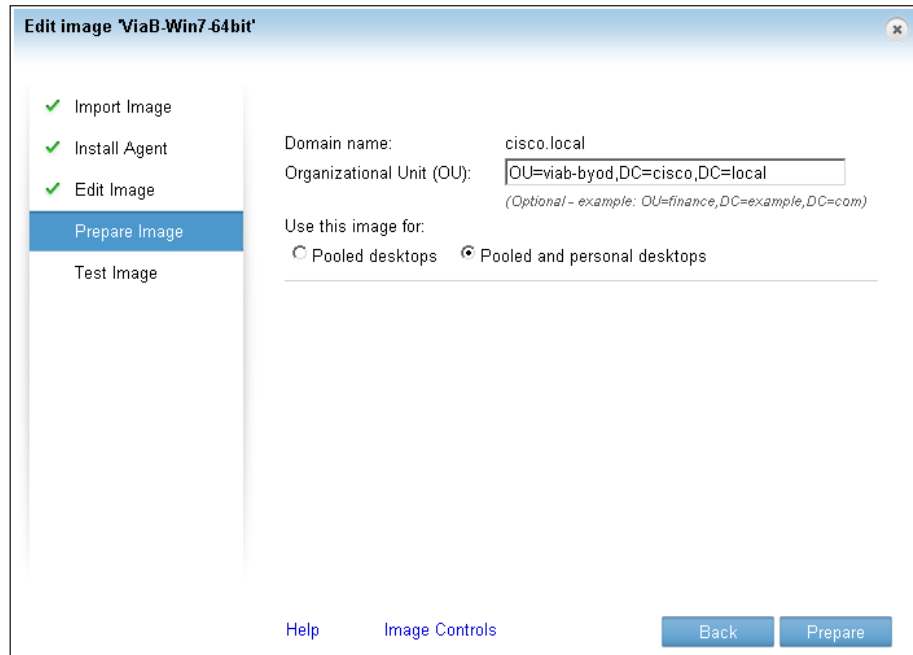 Edit image 'ViaB-Win7-64bit'
Import Image
Install Agent
Edit Image
Prepare Image
Test Image
Domain name: cisco.local
Organizational Unit (OU): OU=viab-byod,DC=cisco,DC=local
(Optional - example: OU=finance,DC=example,DC=com)
Use this image for:
Pooled desktops Pooled and personal desktops
Help Image Controls Back Prepare